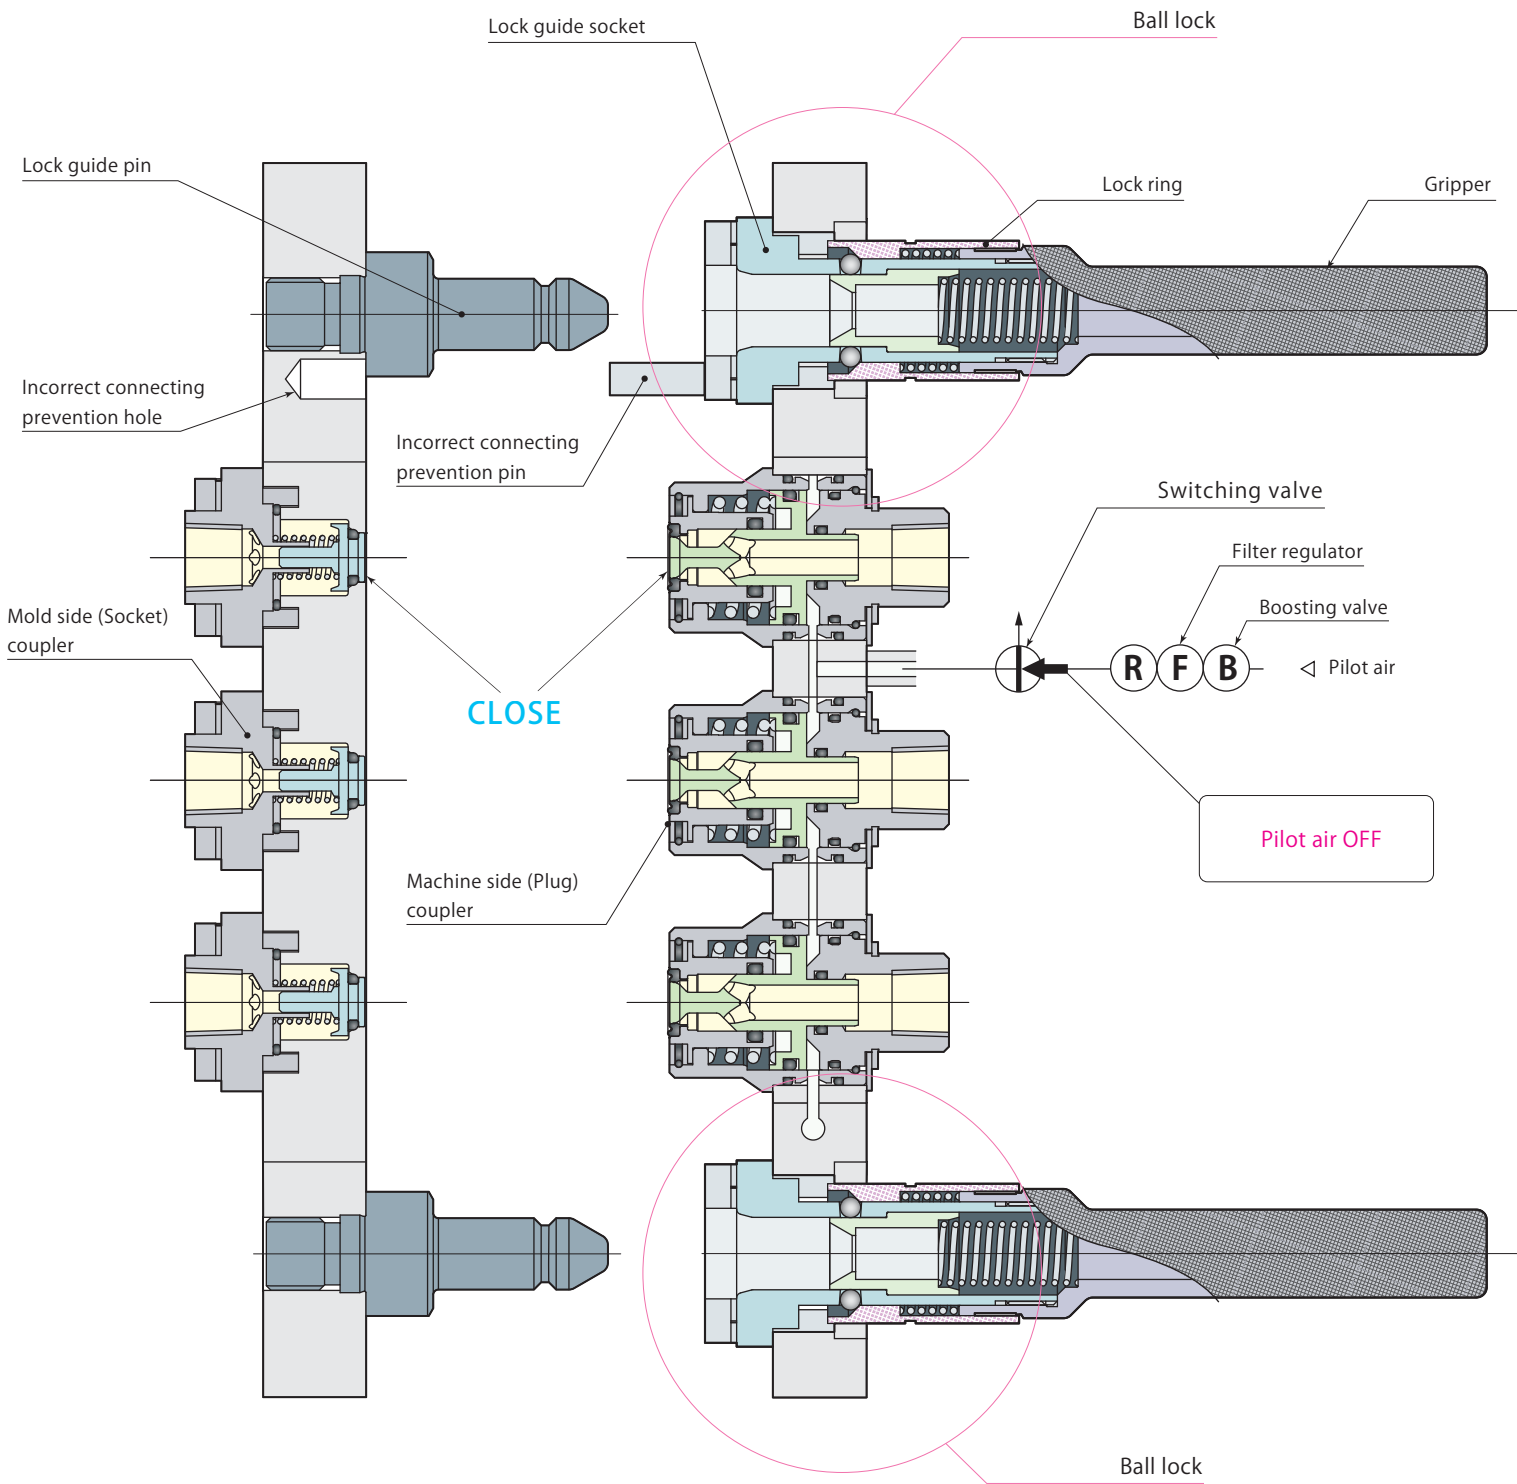 Ball lock
Lock guide socket
Lock guide pin
Lock ring
Gripper
Incorrect connecting
prevention hole
Incorrect connecting
prevention pin
Switching valve
Filter regulator
Boosting valve
Mold side (Socket)
coupler
R F B
Pilot air
CLOSE
Pilot air OFF
Machine side (Plug)
coupler
Ball lock